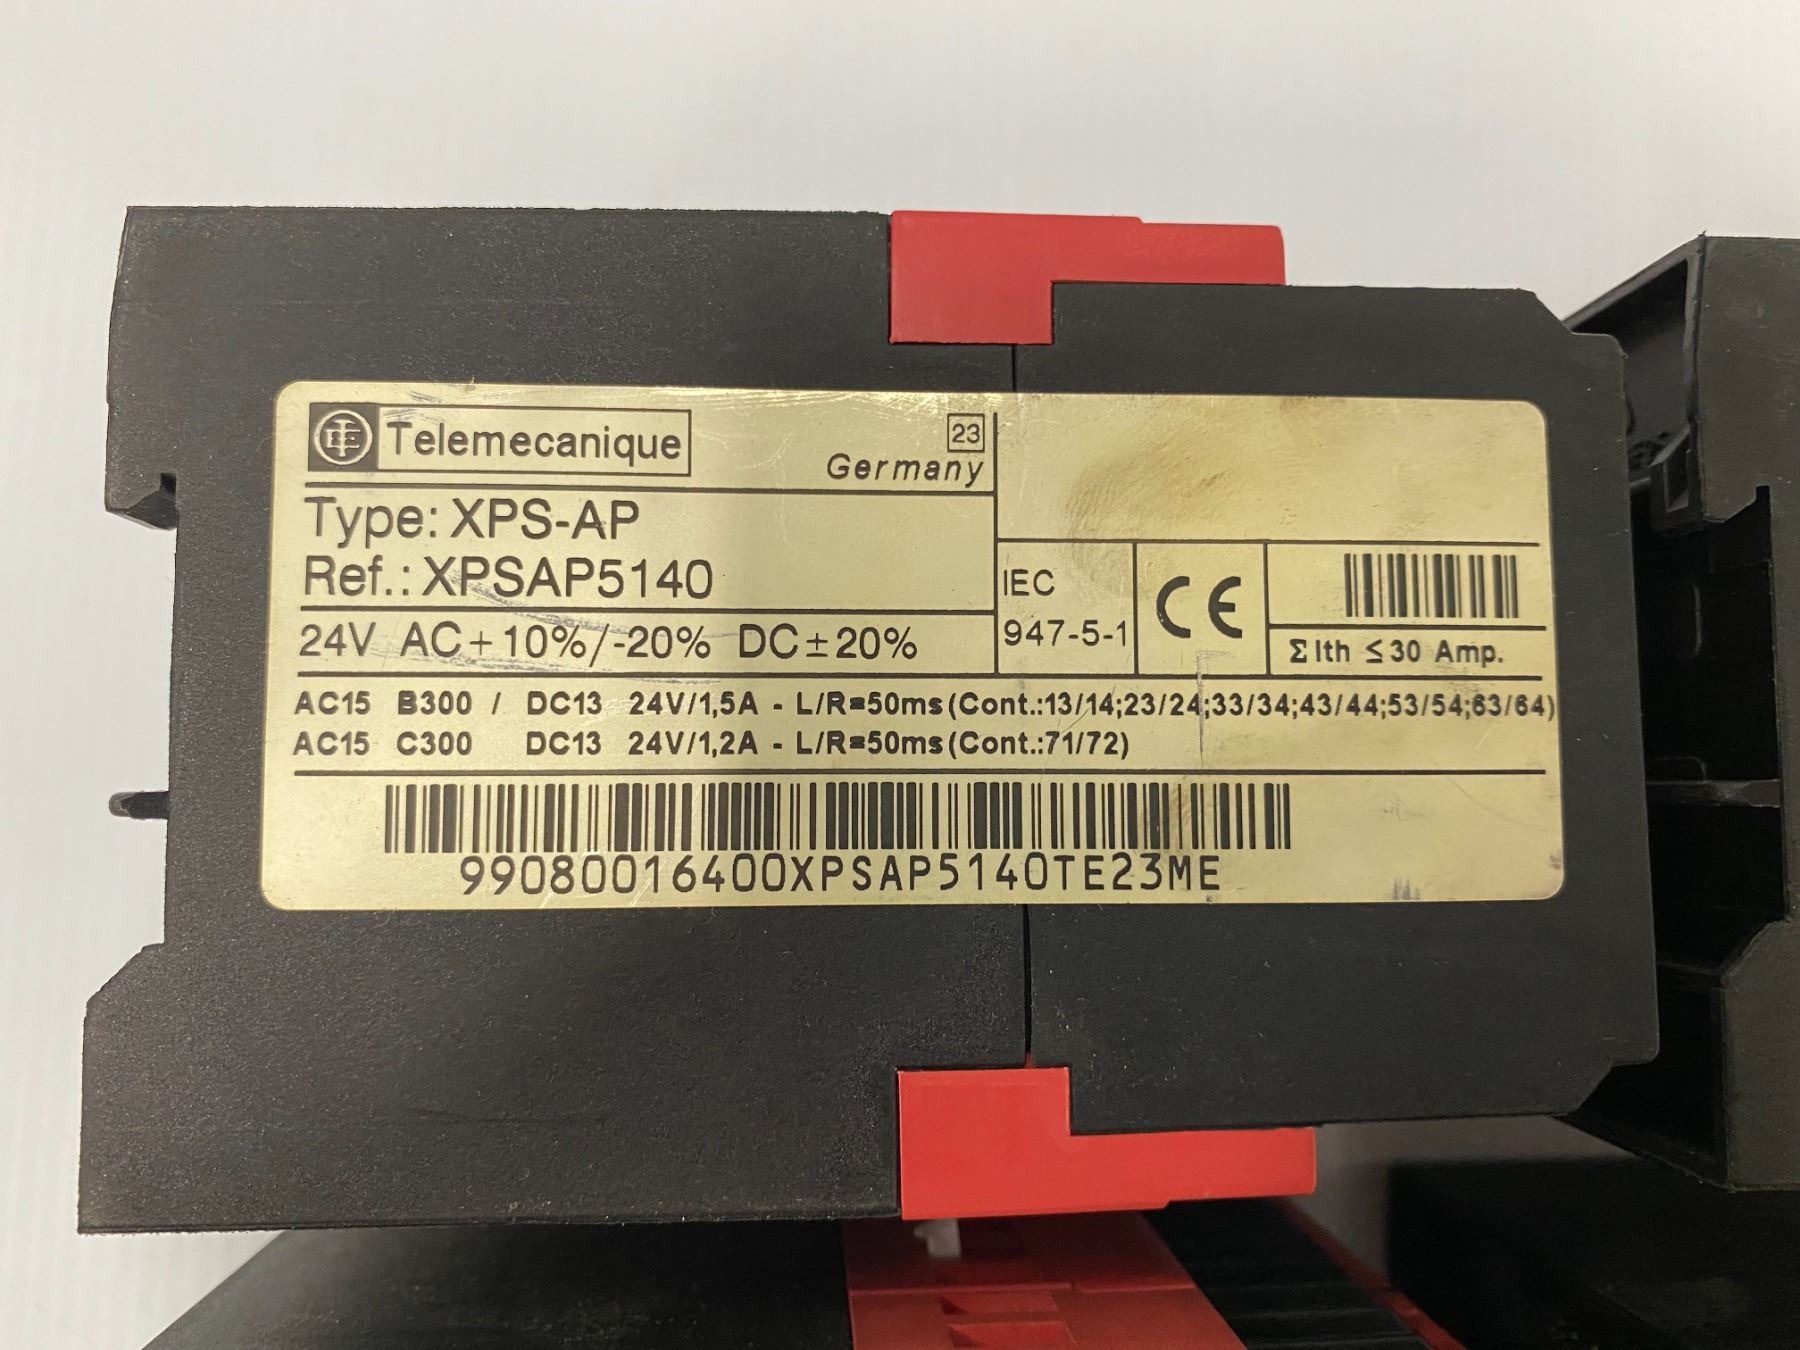 TE Telemecanique
23
Germany
Type: XPS-AP
Ref.: XPSAP5140
24V AC+10%/-20% DC±20%
IEC
947-5-1
CE
Σ Ith ≤ 30 Amp.
AC15 B300 / DC13 24V/1,5A - L/R=50ms(Cont.:13/14;23/24;33/34;43/44;53/54;63/64)
AC15 C300 DC13 24V/1,2A - L/R=50ms(Cont.:71/72)
99080016400XPSAP5140TE23ME